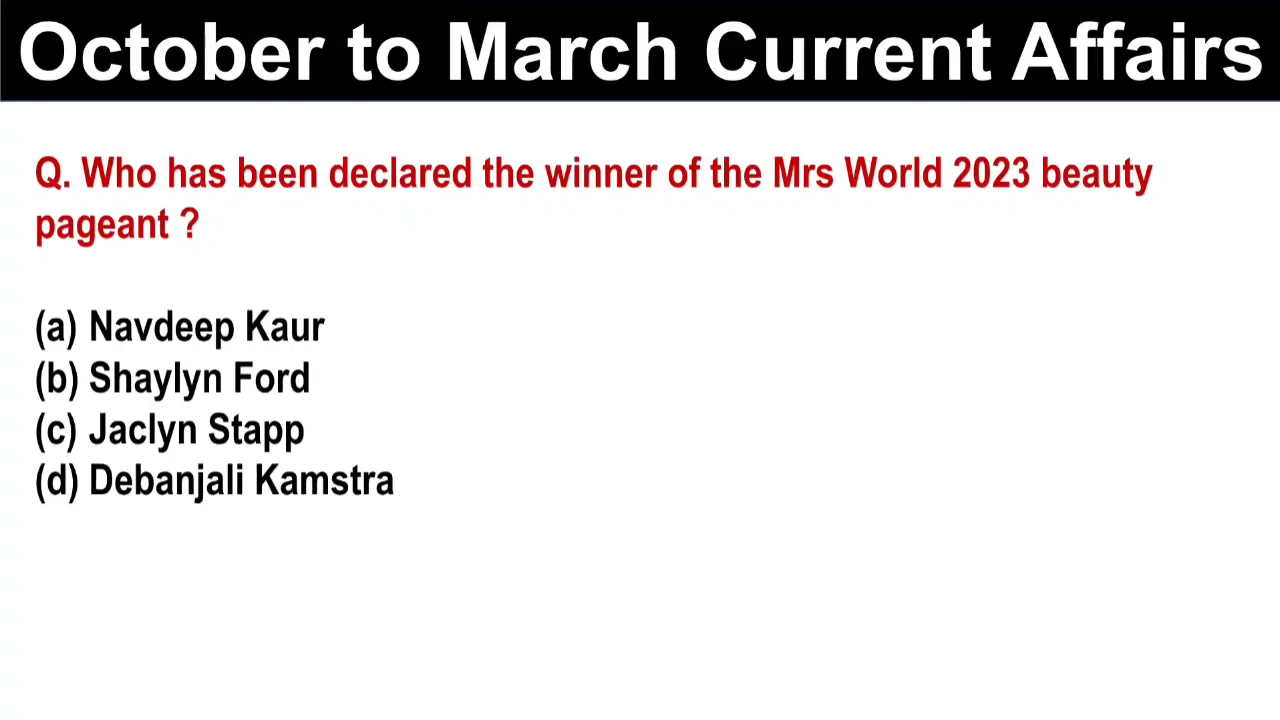 October to March Current Affairs
Q. Who has been declared the winner of the Mrs World 2023 beauty
pageant ?
(a) Navdeep Kaur
(b) Shaylyn Ford
(c) Jaclyn Stapp
(d) Debanjali Kamstra